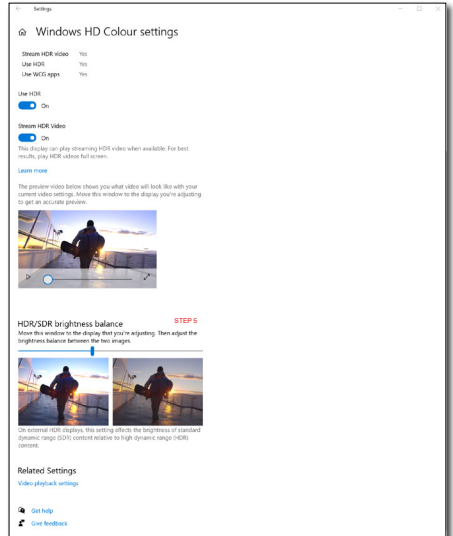 Settings
Windows HD Colour settings
Stream HDR video Yes
Use HDR Yes
Use WCG apps Yes
Use HDR
On
Stream HDR Video
On
This display can play streaming HDR video when available. For best
results, play HDR videos full screen.
Learn more
The preview video below shows you what video will look like with your
current video settings. Move this window to the display you're adjusting
to get an accurate preview.
STEP 5
HDR/SDR brightness balance
Move this window to the display that you're adjusting. Then adjust the
brightness balance between the two images.
On external HDR displays, this setting effects the brightness of standard
dynamic range (SDR) content relative to high dynamic range (HDR)
content.
Related Settings
Video playback settings
Get help
Give feedback